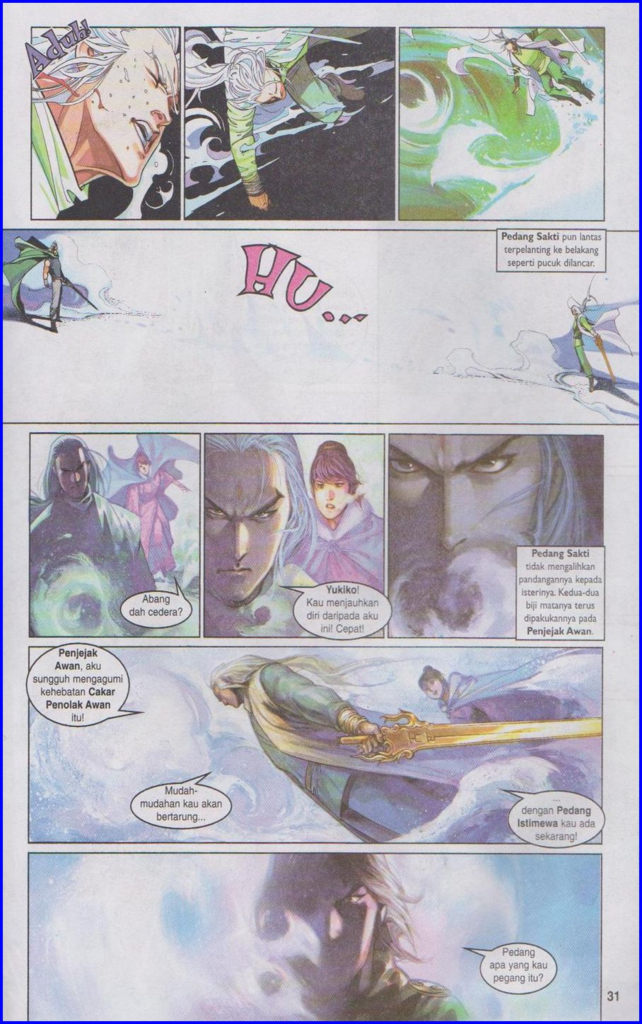 Aduh!
Pedang Sakti pun lantas
terpelanting ke belakang
seperti pucuk dilancar.
HU...
Abang
dah cedera?
Yukiko!
Kau menjauhkan
diri daripada aku
ini! Cepat!
Pedang Sakti
tidak mengalihkan
pandangannya kepada
isterinya. Kedua-dua
biji matanya terus
dipakukannya pada
Penjejak Awan.
Penjejak
Awan, aku
sungguh mengagumi
kehebatan Cakar
Penolak Awan
itu!
Mudah-
mudahan kau akan
bertarung...
...
dengan Pedang
Istimewa kau ada
sekarang!
Pedang
apa yang kau
pegang itu?
31